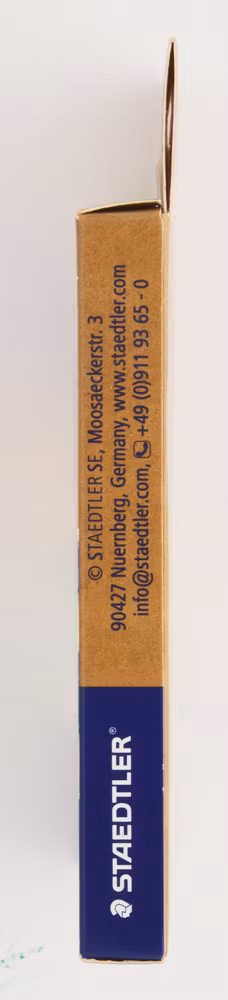 © STAEDTLER SE, Moosaeckerstr. 3
90427 Nuernberg, Germany, www.staedtler.com
info@staedtler.com, +49 (0)911 93 65 - 0
STAEDTLER®